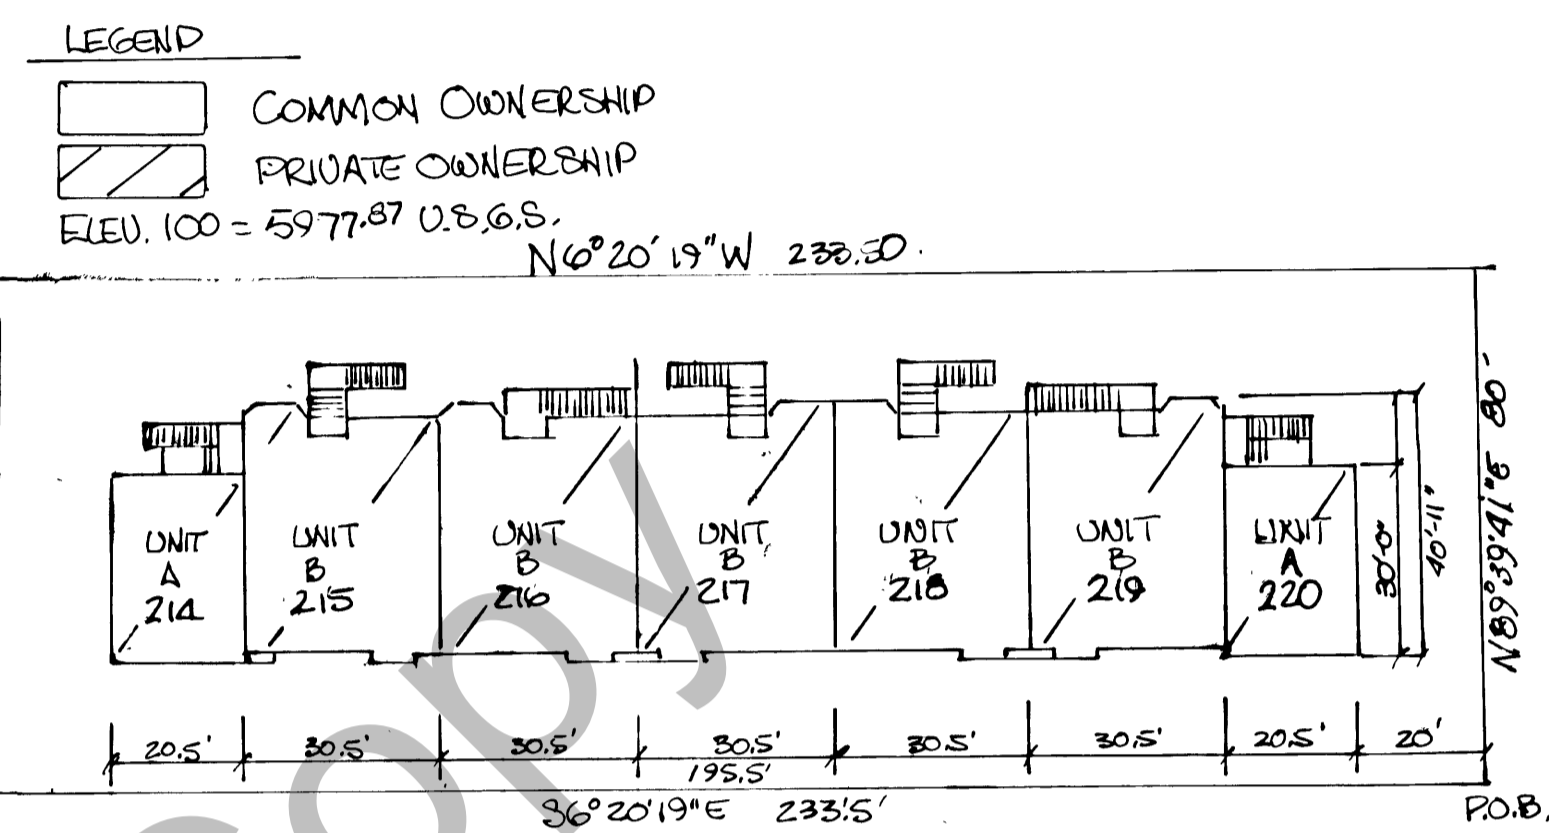 LEGEND
COMMON OWNERSHIP
PRIVATE OWNERSHIP
ELEV. 100 = 5977.87 U.S.G.S.
N6°20'19"W 233.50.
UNIT A 214
UNIT B 215
UNIT B 216
UNIT B 217
UNIT B 218
UNIT B 219
UNIT A 220
30'-0"
40'-11"
N89°39'41"E 80'
20.5' 30.5' 30.5' 30.5' 30.5' 30.5' 20.5' 20'
195.5'
S6°20'19"E 233.5'
P.O.B.
Copy